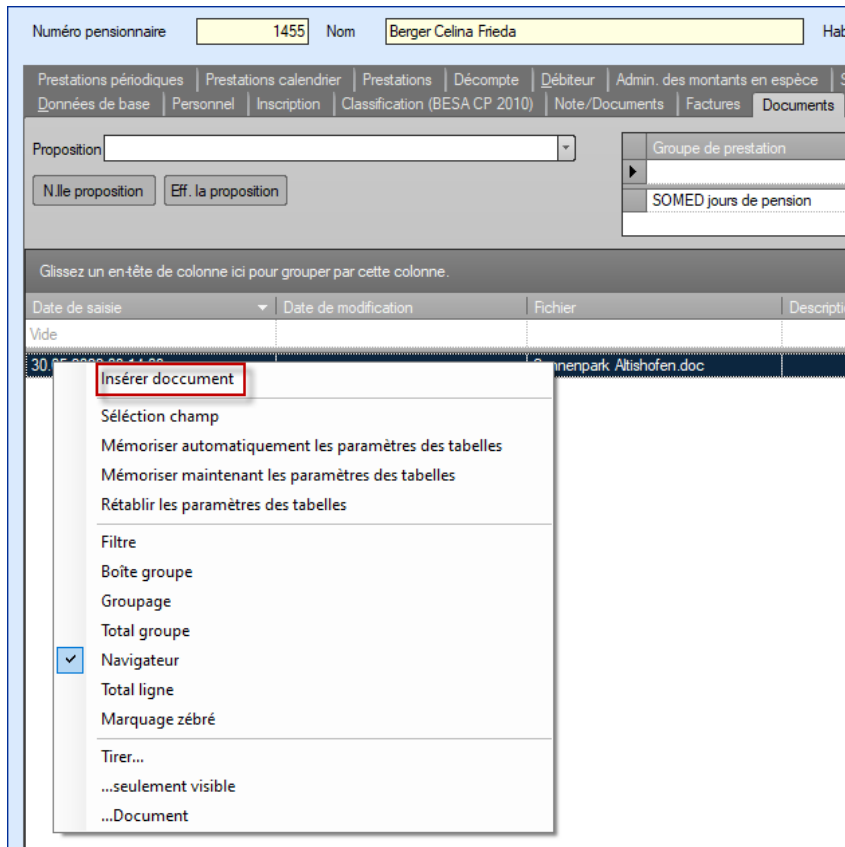 Numéro pensionnaire 1455 Nom Berger Celina Frieda
Prestations périodiques Prestations calendrier Prestations Décompte Débiteur Admin. des montants en espèce
Données de base Personnel Inscription Classification (BESA CP 2010) Note/Documents Factures Documents
Proposition
Groupe de prestation
N.lle proposition Eff. la proposition
SOMED jours de pension
Glissez un en-tête de colonne ici pour grouper par cette colonne.
Date de saisie Date de modification Fichier
Vide
Altishofen.doc
Insérer doccument
Séléction champ
Mémoriser automatiquement les paramètres des tabelles
Mémoriser maintenant les paramètres des tabelles
Rétablir les paramètres des tabelles
Filtre
Boîte groupe
Groupage
Total groupe
Navigateur
Total ligne
Marquage zébré
Tirer...
...seulement visible
...Document